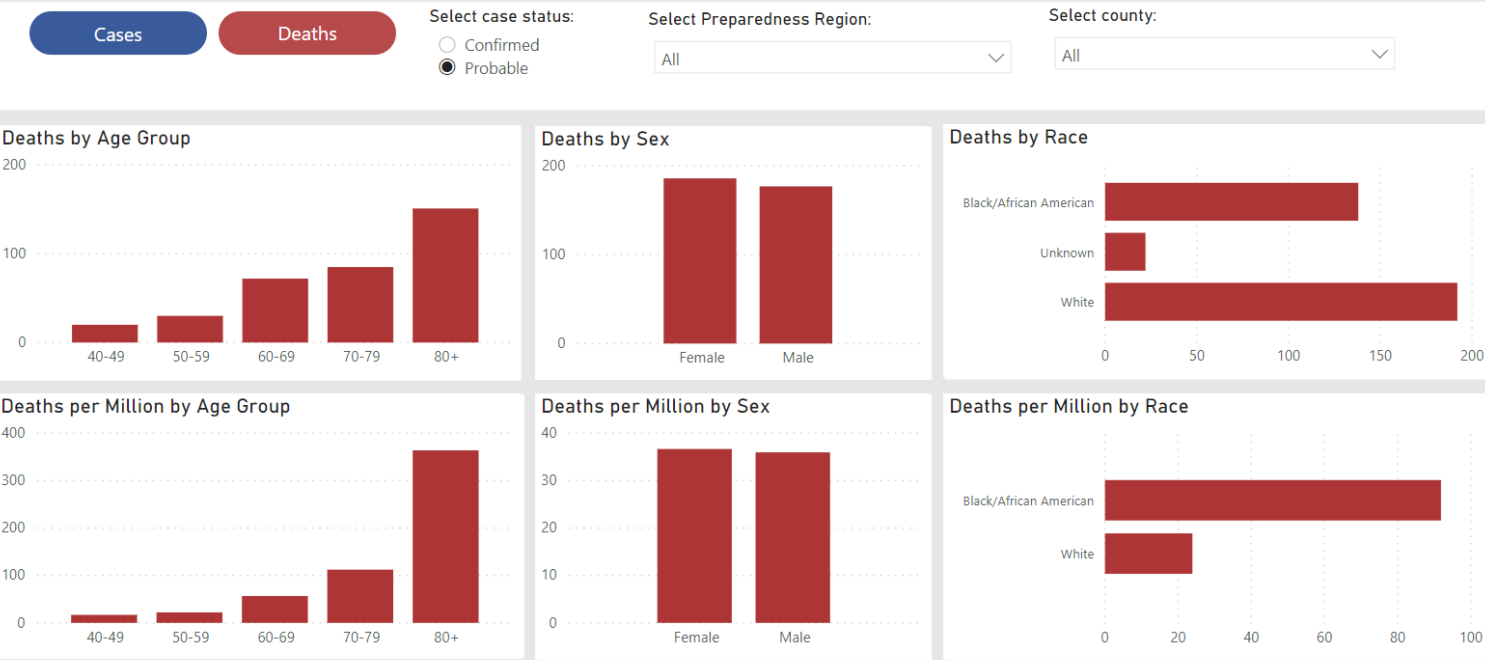 Cases
Deaths
Select case status:
Confirmed
Probable
Select Preparedness Region:
All
Select county:
All
Deaths by Age Group
200
100
0
40-49 50-59 60-69 70-79 80+
Deaths by Sex
200
100
0
Female Male
Deaths by Race
Black/African American
Unknown
White
0 50 100 150 200
Deaths per Million by Age Group
400
300
200
100
0
40-49 50-59 60-69 70-79 80+
Deaths per Million by Sex
40
30
20
10
0
Female Male
Deaths per Million by Race
Black/African American
White
0 20 40 60 80 100